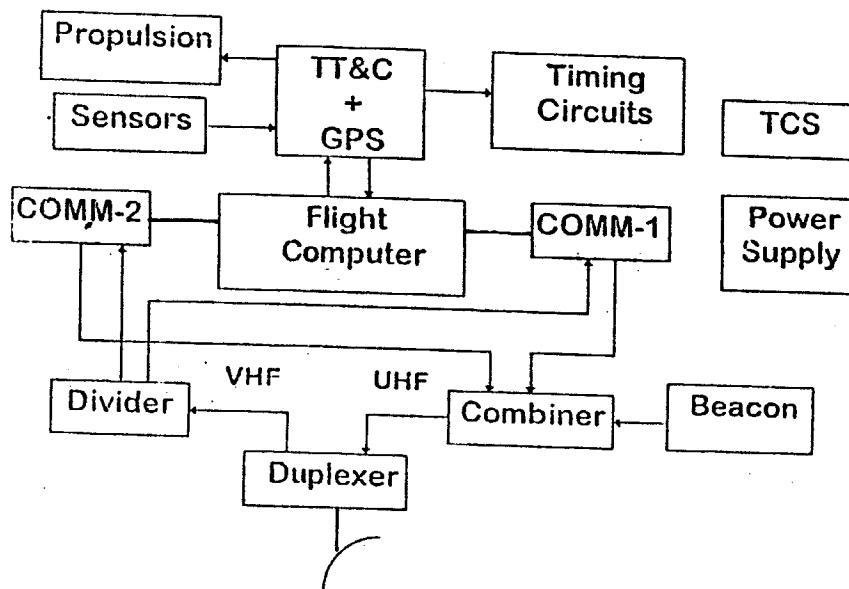 Propulsion
TT&C
+
GPS
Timing
Circuits
TCS
Sensors
COMM-2
Flight
Computer
COMM-1
Power
Supply
VHF
UHF
Divider
Combiner
Beacon
Duplexer